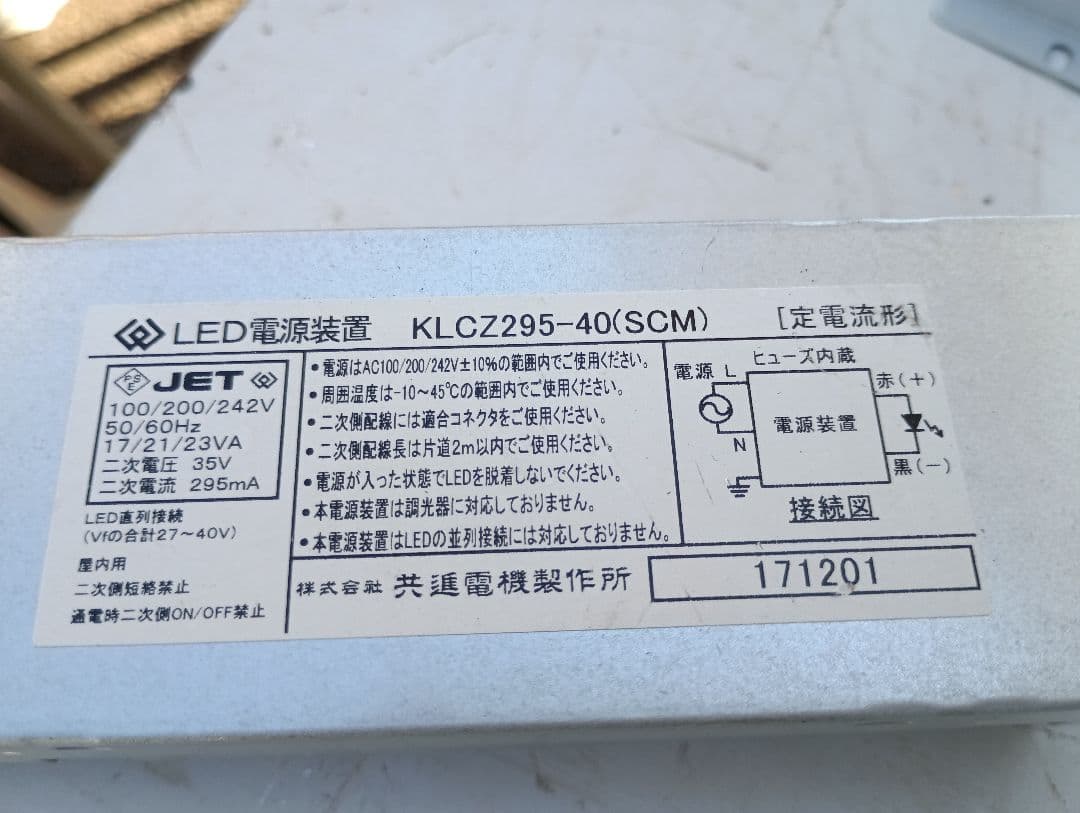 LED電源装置 KLCZ295-40(SCM) [定電流形]
PSE JET
100/200/242V
50/60Hz
17/21/23VA
二次電圧 35V
二次電流 295mA
LED直列接続
(Vfの合計27~40V)
屋内用
二次側短絡禁止
通電時二次側ON/OFF禁止
•電源はAC100/200/242V±10%の範囲内でご使用ください。
•周囲温度は-10~45℃の範囲内でご使用ください。
•二次側配線には適合コネクタをご使用ください。
•二次側配線長は片道2m以内でご使用ください。
•電源が入った状態でLEDを脱着しないでください。
•本電源装置は調光器に対応しておりません。
•本電源装置はLEDの並列接続には対応しておりません。
電源 L ヒューズ内蔵
赤(+)
電源装置
N
黒(-)
接続図
株式会社 共進電機製作所
171201